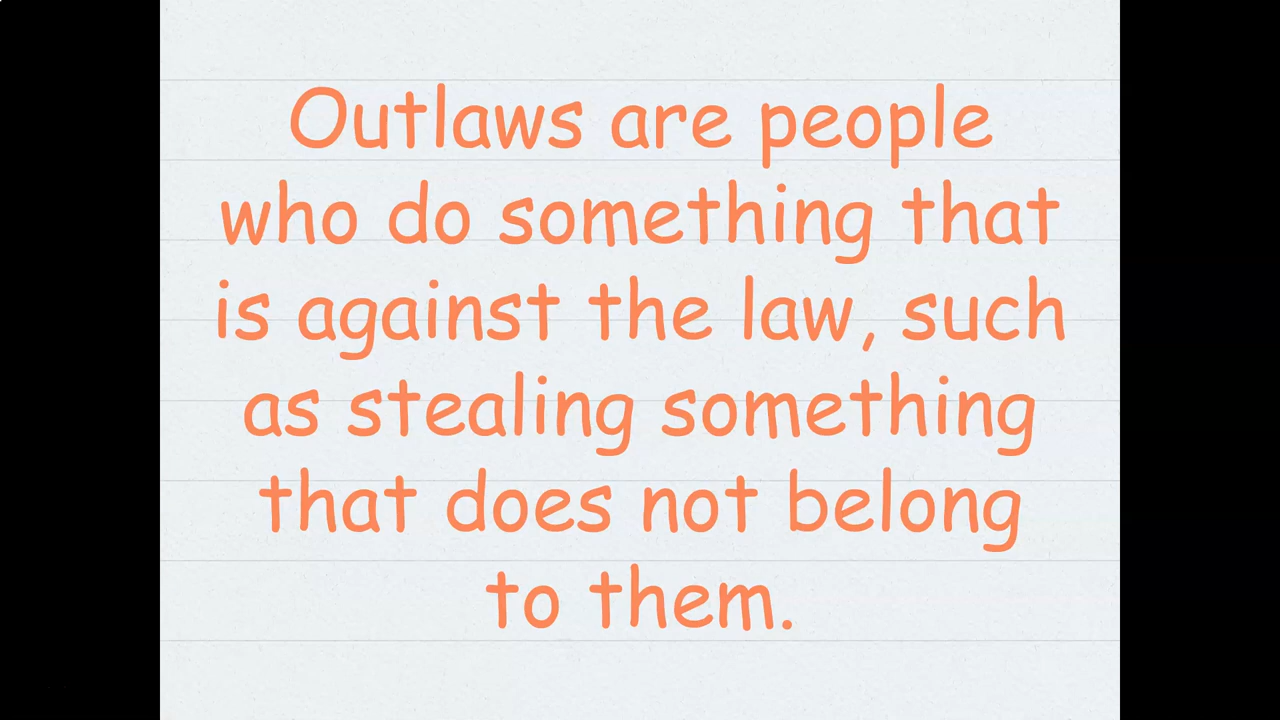 Outlaws are people
who do something that
is against the law, such
as stealing something
that does not belong
to them.